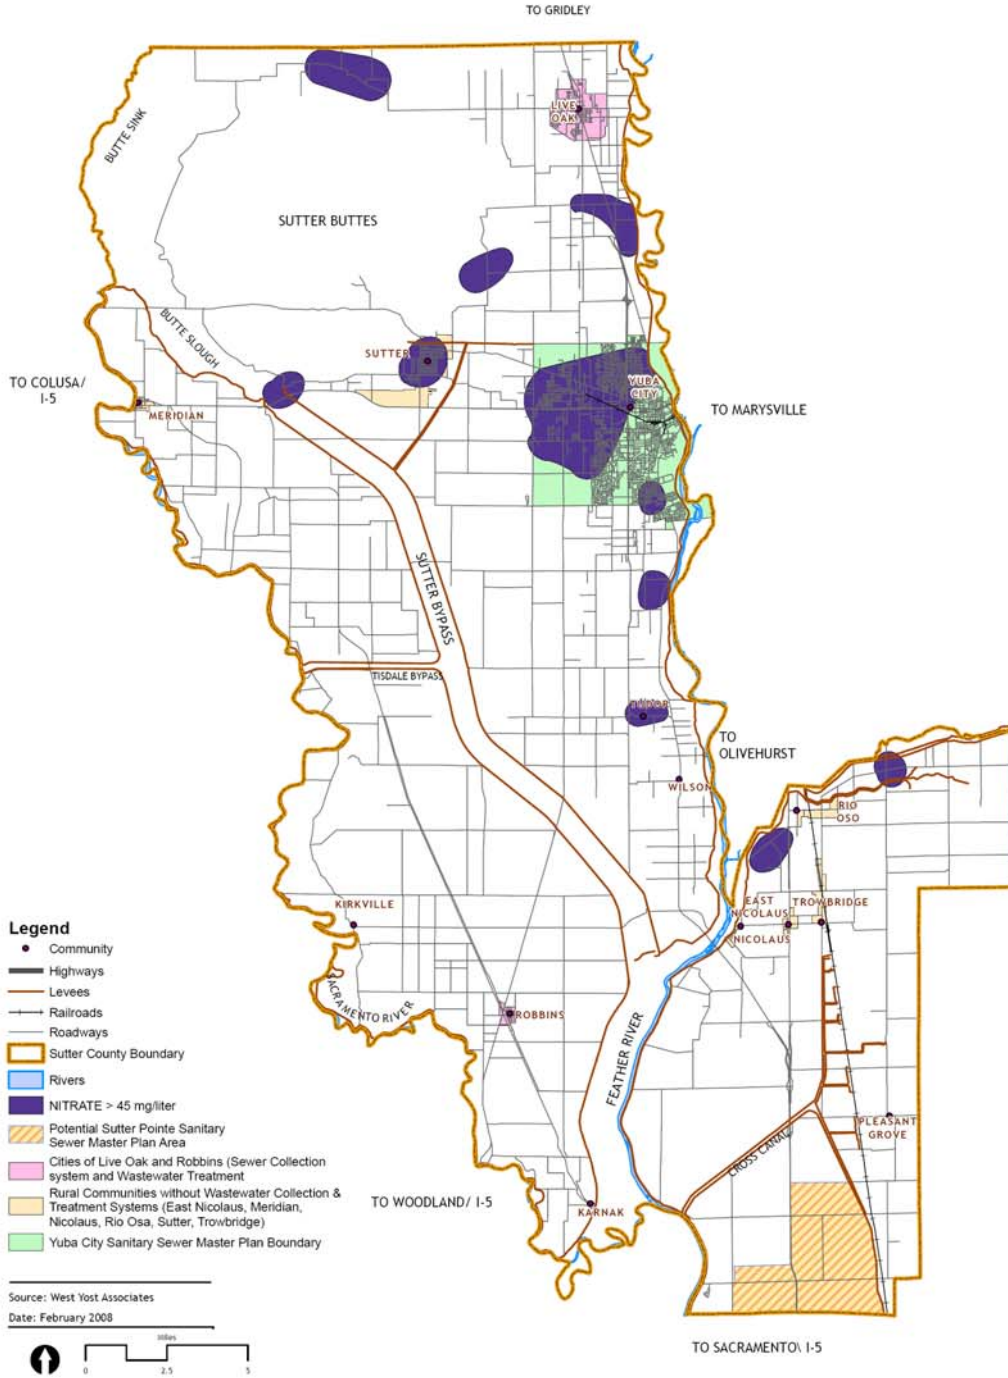 TO GRIDLEY
BUTTE SINK
LIVE
OAK
SUTTER BUTTES
BUTTE SLOUGH
SUTTER
TO COLUSA/
I-5
MERIDIAN
YUBA
CITY
TO MARYSVILLE
SUTTER BYPASS
TISDALE BYPASS
TUDOR
TO
OLIVEHURST
WILSON
RIO
OSO
KIRKVILLE
EAST
NICOLAUS
TROWBRIDGE
NICOLAUS
SACRAMENTO RIVER
ROBBINS
FEATHER RIVER
PLEASANT
GROVE
CROSS CANAL
TO WOODLAND/ I-5
KARNAK
TO SACRAMENTO\ I-5
Legend
Community
Highways
Levees
Railroads
Roadways
Sutter County Boundary
Rivers
NITRATE > 45 mg/liter
Potential Sutter Pointe Sanitary
Sewer Master Plan Area
Cities of Live Oak and Robbins (Sewer Collection
system and Wastewater Treatment
Rural Communities without Wastewater Collection &
Treatment Systems (East Nicolaus, Meridian,
Nicolaus, Rio Osa, Sutter, Trowbridge)
Yuba City Sanitary Sewer Master Plan Boundary
Source: West Yost Associates
Date: February 2008
Miles
0 2.5 5